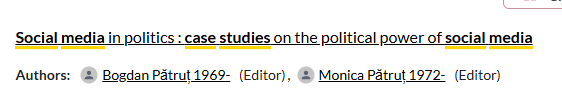 Social media in politics : case studies on the political power of social media
Authors: Bogdan Pătruț 1969- (Editor) , Monica Pătruț 1972- (Editor)